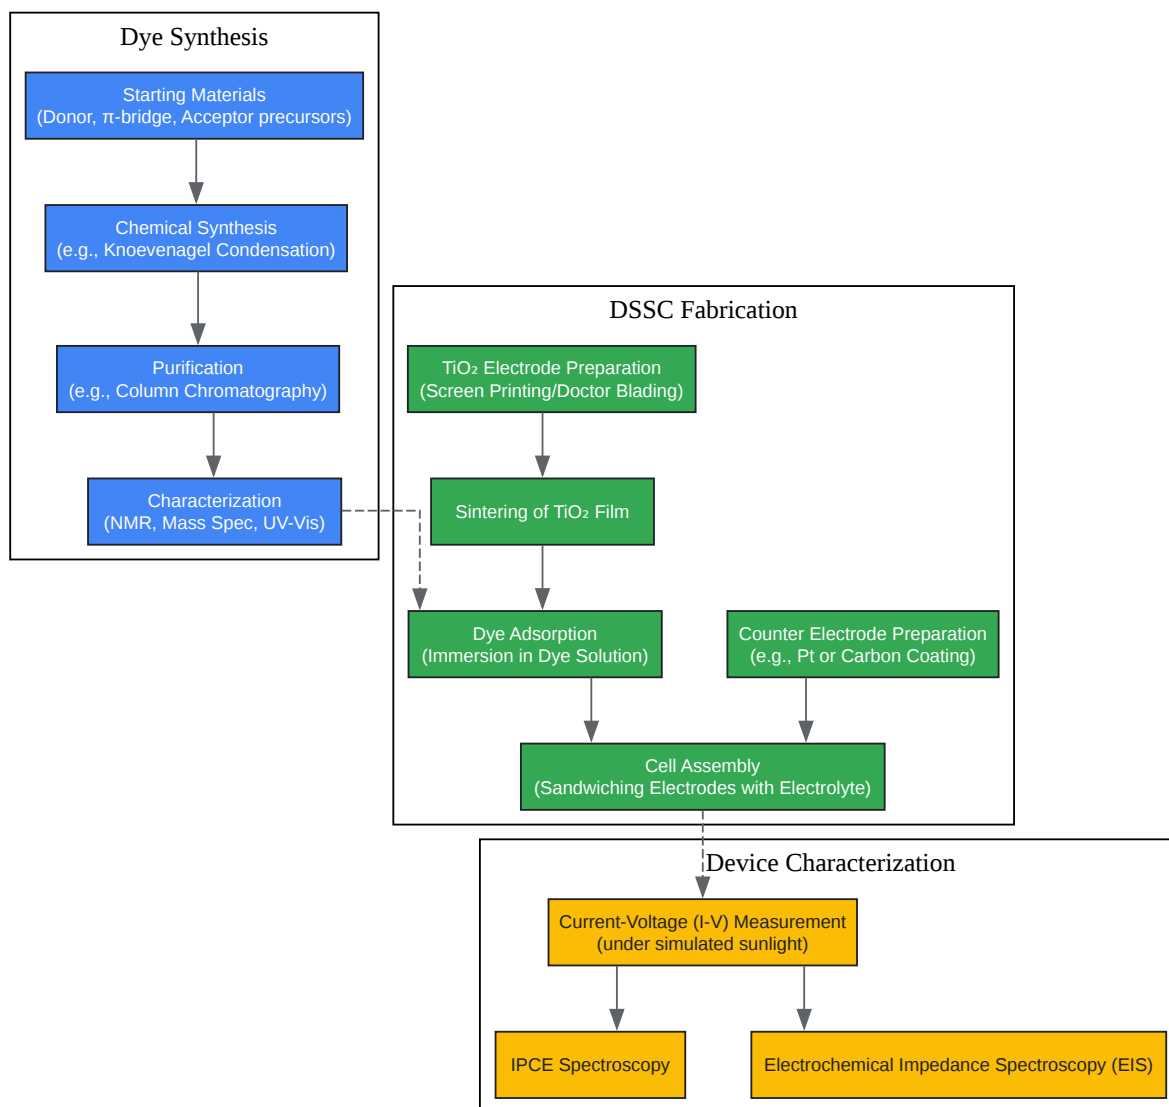 Dye Synthesis
Starting Materials
(Donor, π-bridge, Acceptor precursors)
Chemical Synthesis
(e.g., Knoevenagel Condensation)
Purification
(e.g., Column Chromatography)
Characterization
(NMR, Mass Spec, UV-Vis)
DSSC Fabrication
TiO₂ Electrode Preparation
(Screen Printing/Doctor Blading)
Sintering of TiO₂ Film
Dye Adsorption
(Immersion in Dye Solution)
Counter Electrode Preparation
(e.g., Pt or Carbon Coating)
Cell Assembly
(Sandwiching Electrodes with Electrolyte)
Device Characterization
Current-Voltage (I-V) Measurement
(under simulated sunlight)
IPCE Spectroscopy
Electrochemical Impedance Spectroscopy (EIS)